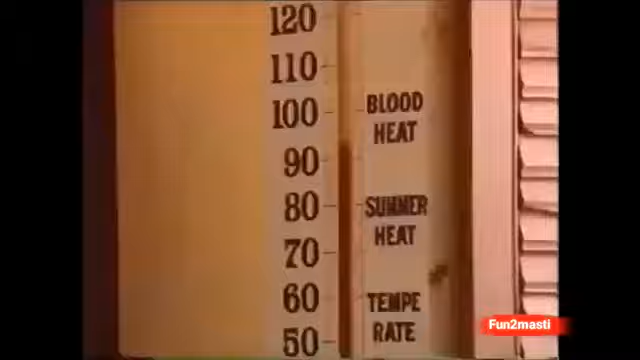 120
110
100
BLOOD
HEAT
90
80
SUMMER
HEAT
70
60
TEMPE
RATE
50
Fun2masti